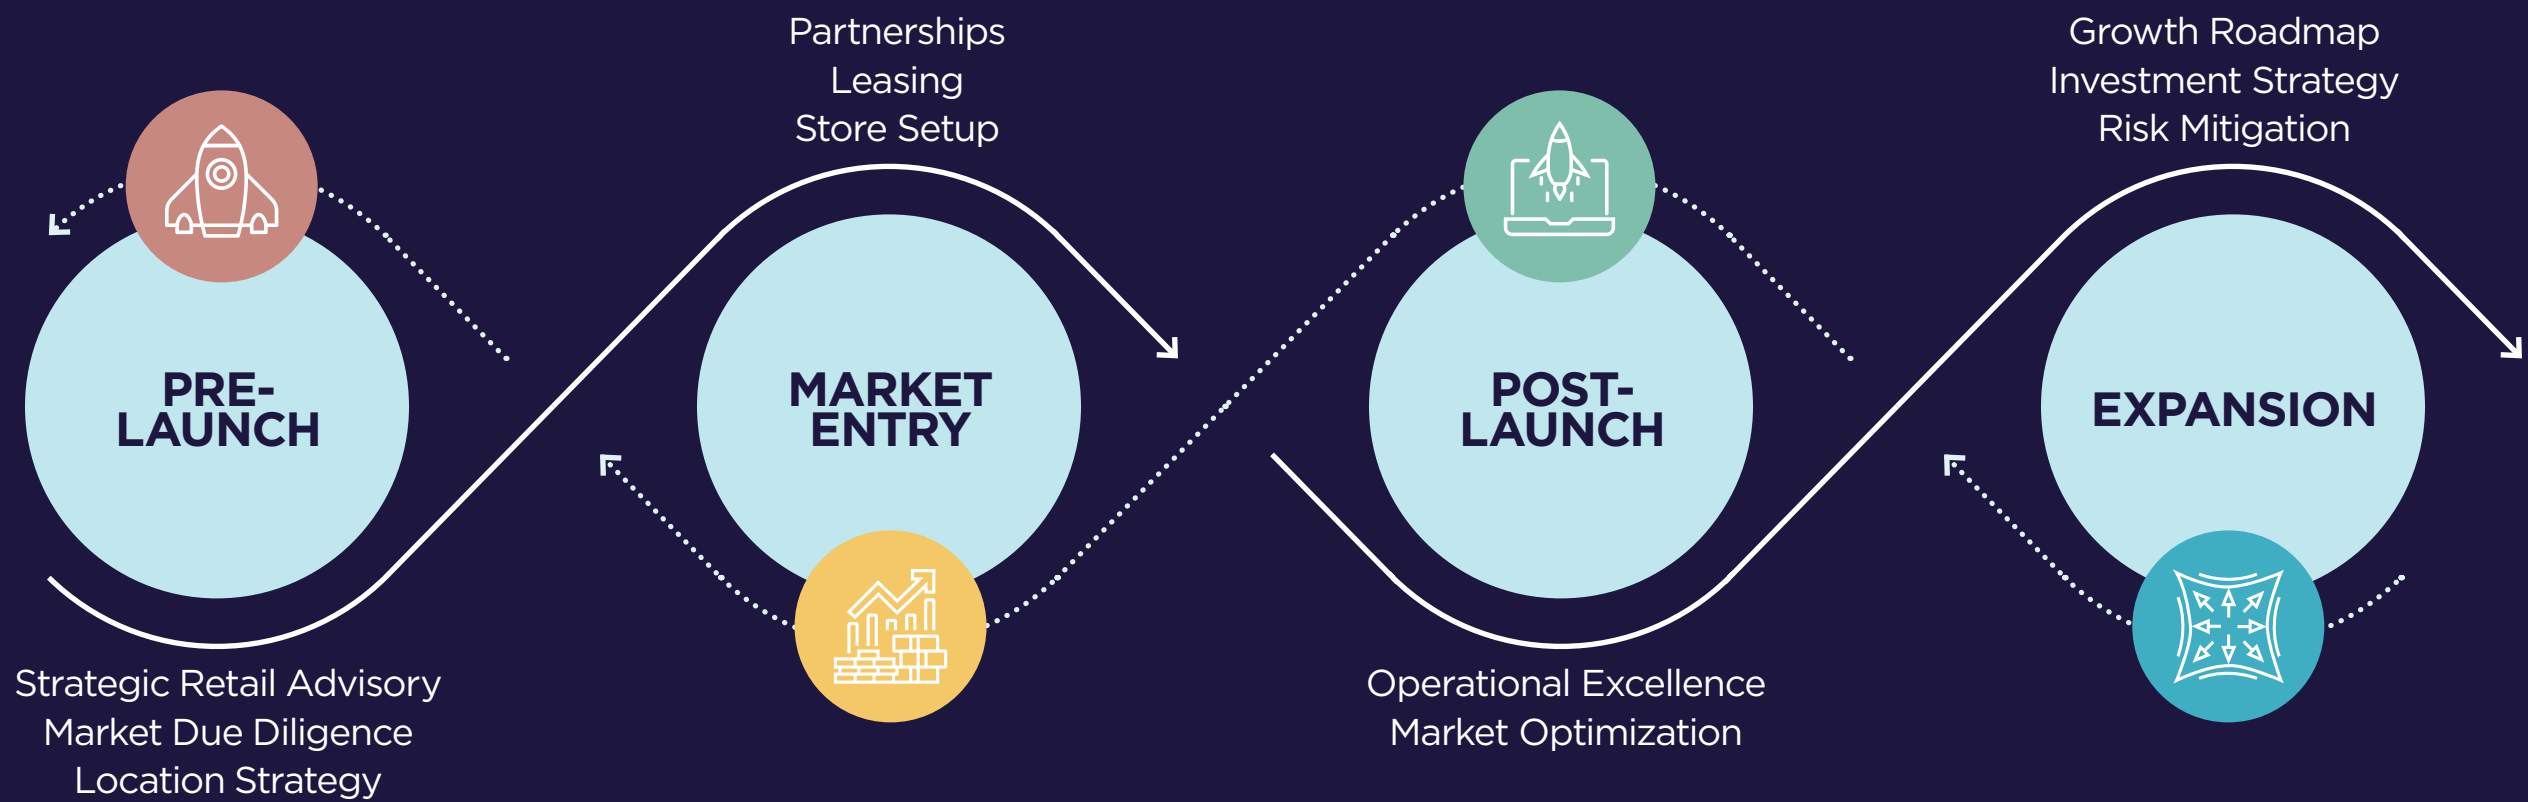 PRE-
LAUNCH
Strategic Retail Advisory
Market Due Diligence
Location Strategy
Partnerships
Leasing
Store Setup
MARKET
ENTRY
POST-
LAUNCH
Operational Excellence
Market Optimization
Growth Roadmap
Investment Strategy
Risk Mitigation
EXPANSION